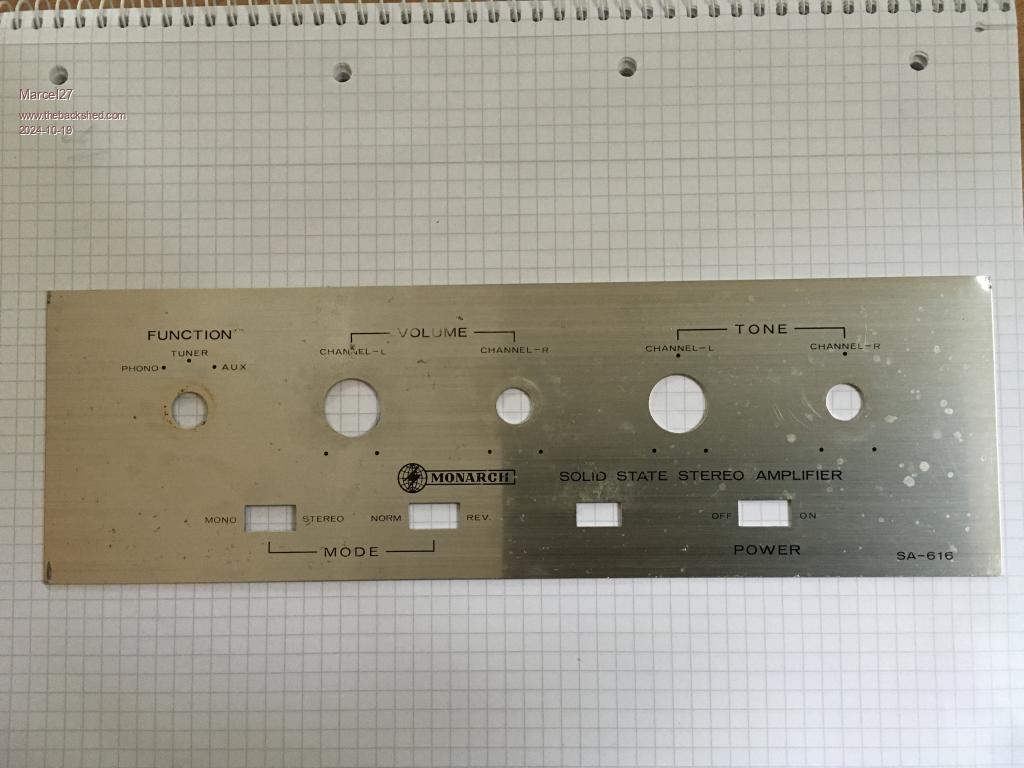 Marcel27
www.thebackshed.com
2024-10-19
FUNCTION
TUNER
PHONO AUX
VOLUME
CHANNEL-L CHANNEL-R
TONE
CHANNEL-L CHANNEL-R
MONARCH SOLID STATE STEREO AMPLIFIER
MONO STEREO NORM REV.
MODE
OFF ON
POWER
SA-616